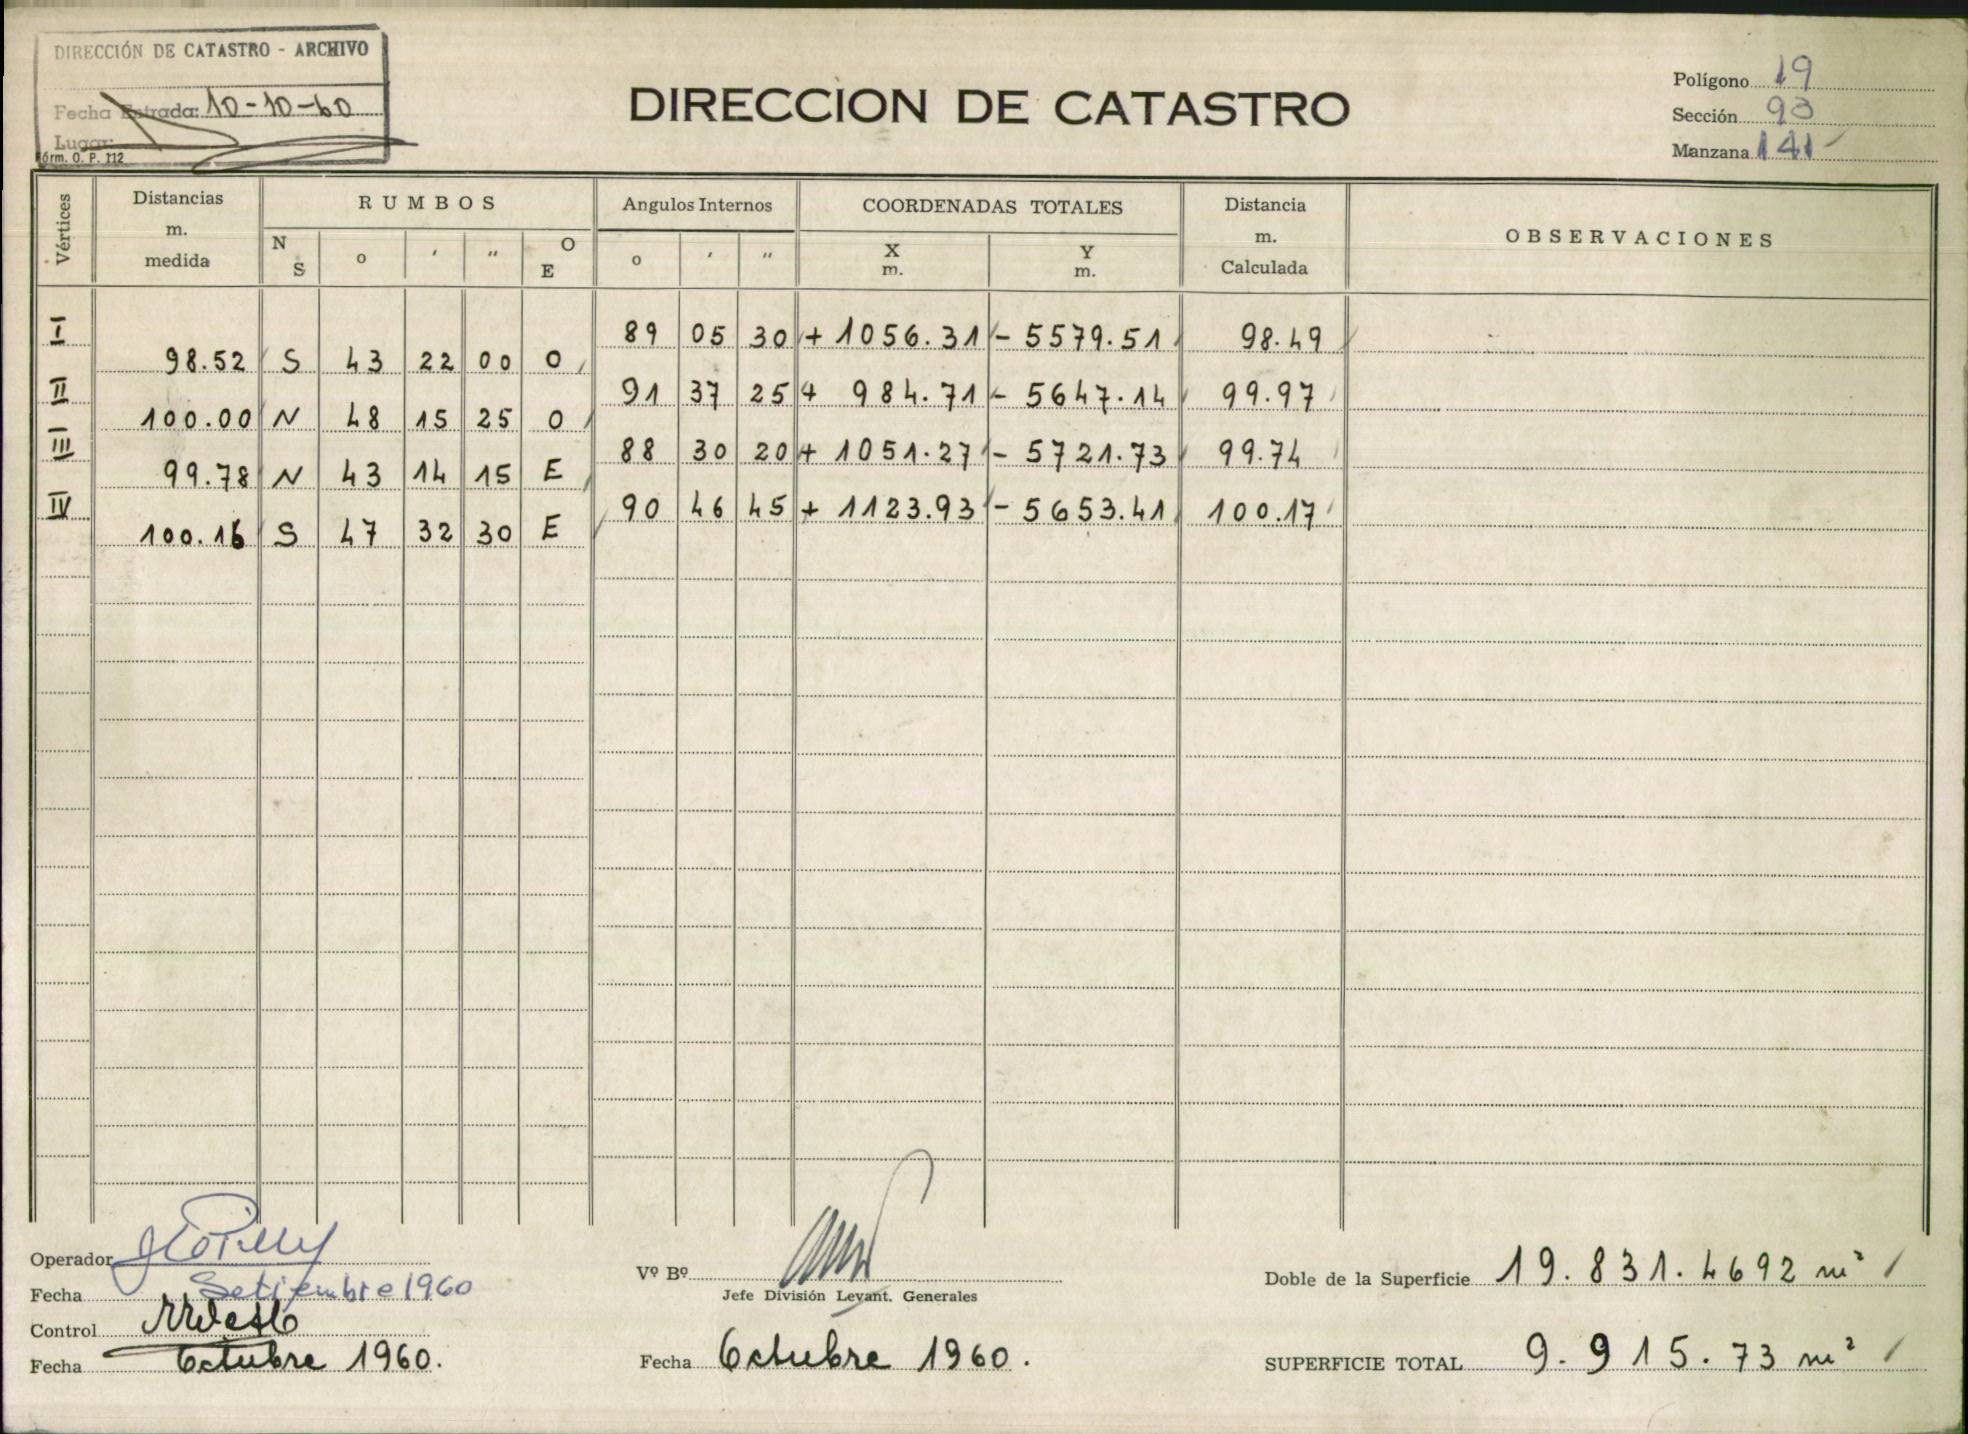 DIRECCIÓN DE CATASTRO - ARCHIVO
Fecha Entrada: 10-10-60
Lugar:
Fórm. O. P. 112
DIRECCION DE CATASTRO
Polígono 19
Sección 93
Manzana 141
Vértices Distancias m. medida RUMBOS Angulos Internos COORDENADAS TOTALES Distancia m. Calculada OBSERVACIONES
N S o ' " O E o ' " X m. Y m.
I 89 05 30 + 1056.31 - 5579.51 98.49
98.52 S 43 22 00 O
II 91 37 25 + 984.71 - 5647.14 99.97
100.00 N 48 15 25 O
III 88 30 20 + 1051.27 - 5721.73 99.74
99.78 N 43 14 15 E
IV 90 46 45 + 1123.93 - 5653.41 100.17
100.16 S 47 32 30 E
Operador
Fecha Setiembre 1960
Control
Fecha Octubre 1960.
Vº Bº
Jefe División Levant. Generales
Fecha Octubre 1960.
Doble de la Superficie 19.831.4692 m²
SUPERFICIE TOTAL 9.915.73 m²